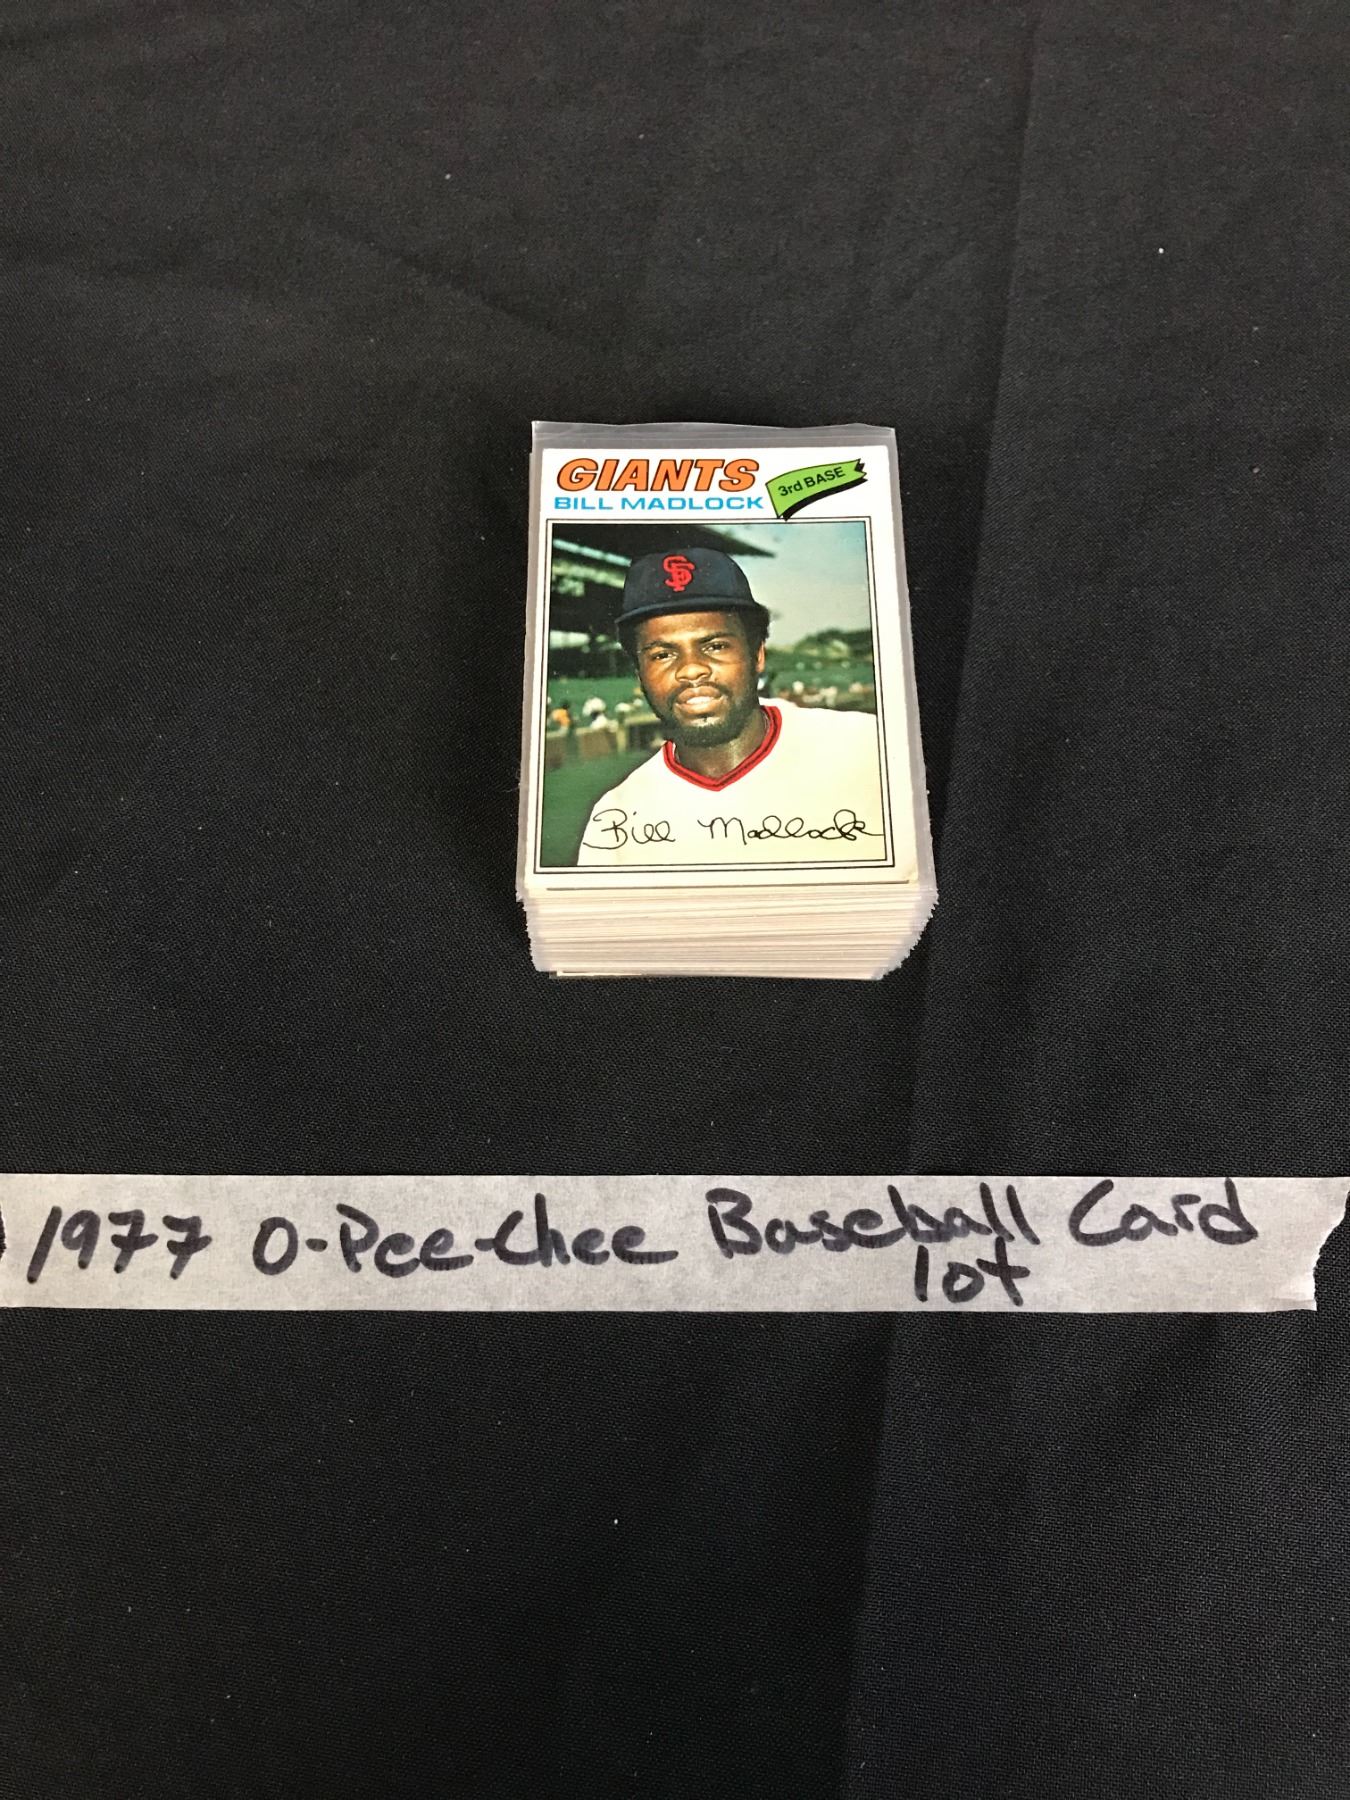 GIANTS
BILL MADLOCK
3rd BASE
SF
Bill Madlock
1977 O-Pee-Chee Baseball Card
lot